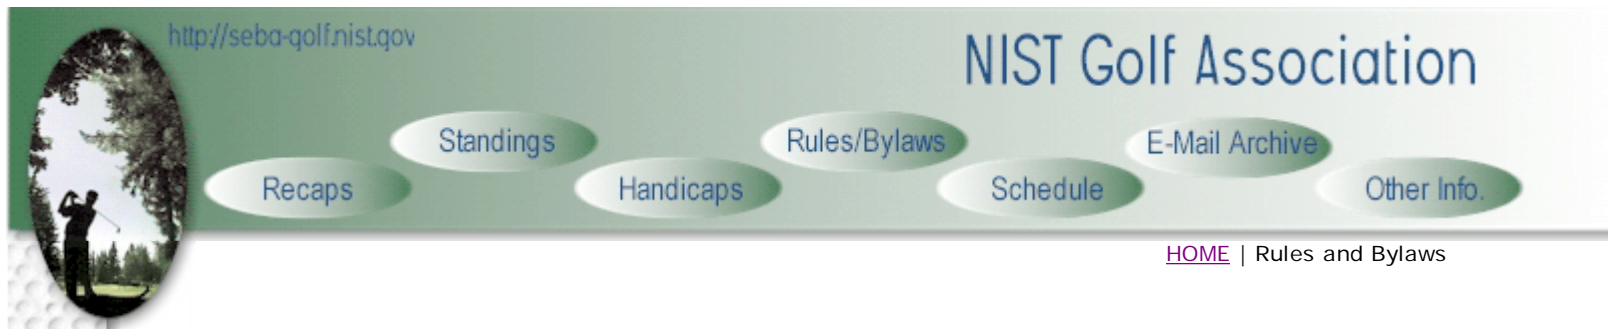 http://seba-golf.nist.gov
NIST Golf Association
Standings
Rules/Bylaws
E-Mail Archive
Recaps
Handicaps
Schedule
Other Info.
HOME | Rules and Bylaws